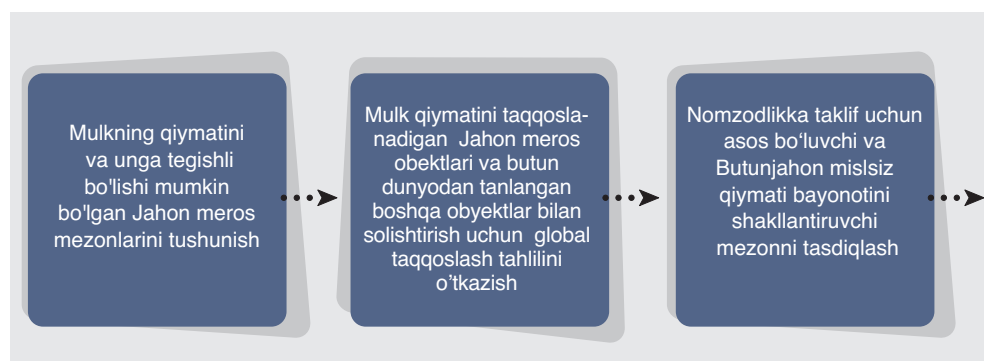 Mulkning qiymatini
va unga tegishli
bo'lishi mumkin
bo'lgan Jahon meros
mezonlarini tushunish
Mulk qiymatini taqqosla-
nadigan Jahon meros
obektlari va butun
dunyodan tanlangan
boshqa obyektlar bilan
solishtirish uchun global
taqqoslash tahlilini
o’tkazish
Nomzodlikka taklif uchun
asos bo‘luvchi va
Butunjahon mislsiz
qiymati bayonotini
shakllantiruvchi
mezonni tasdiqlash